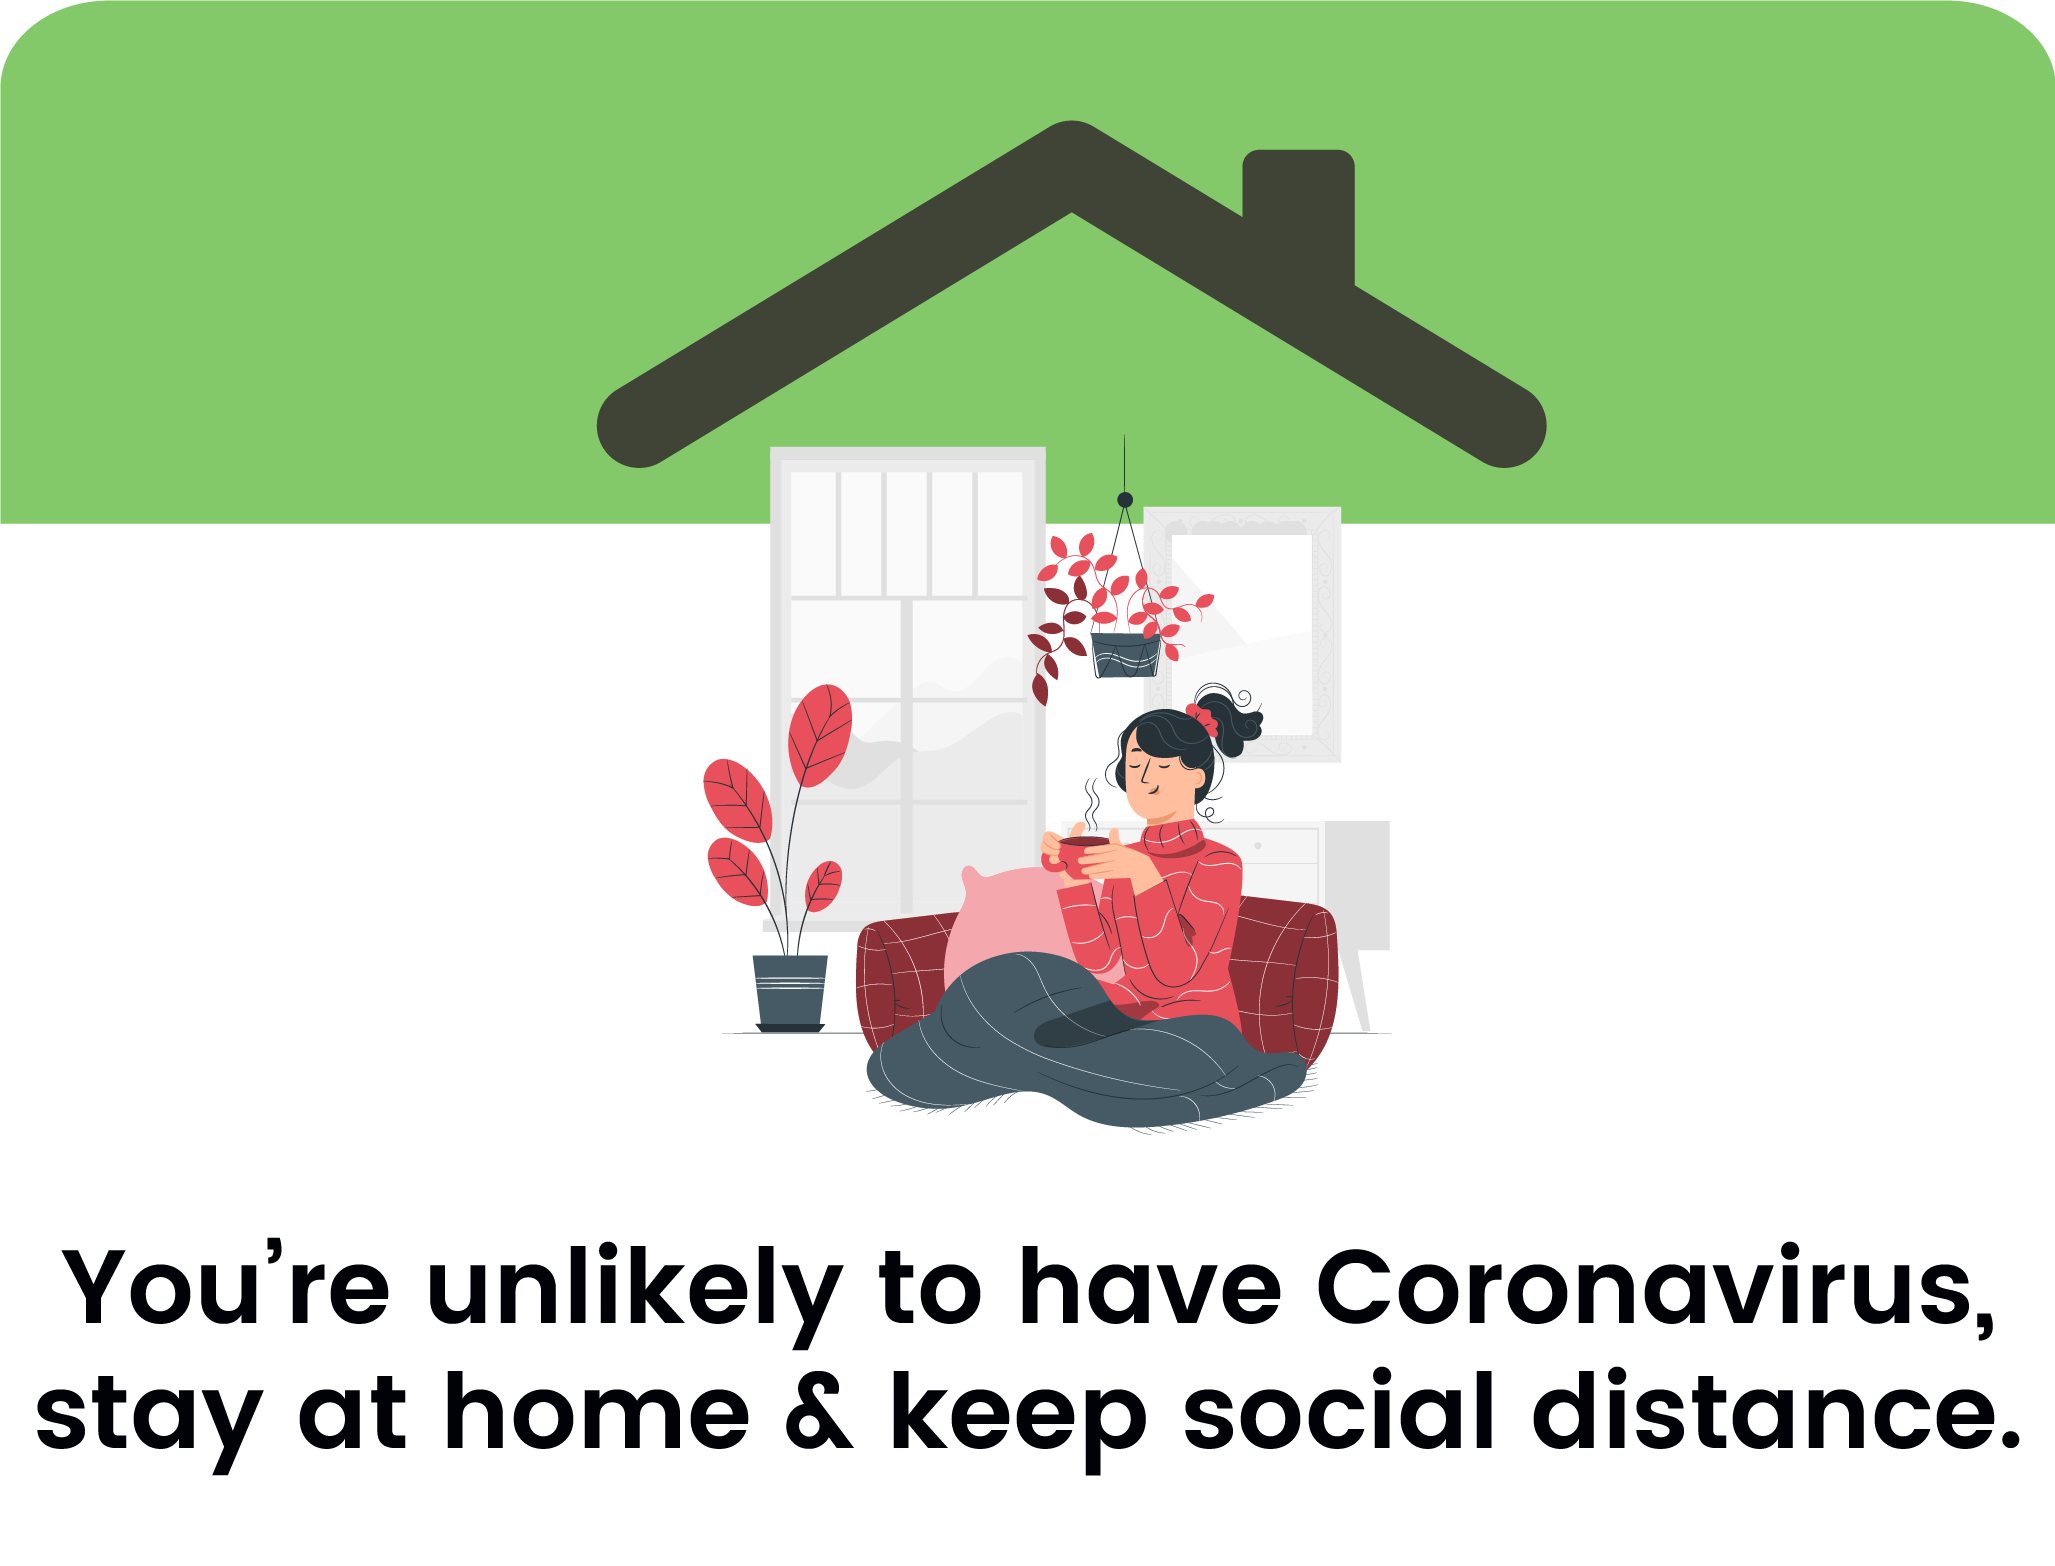 You’re unlikely to have Coronavirus,
stay at home & keep social distance.